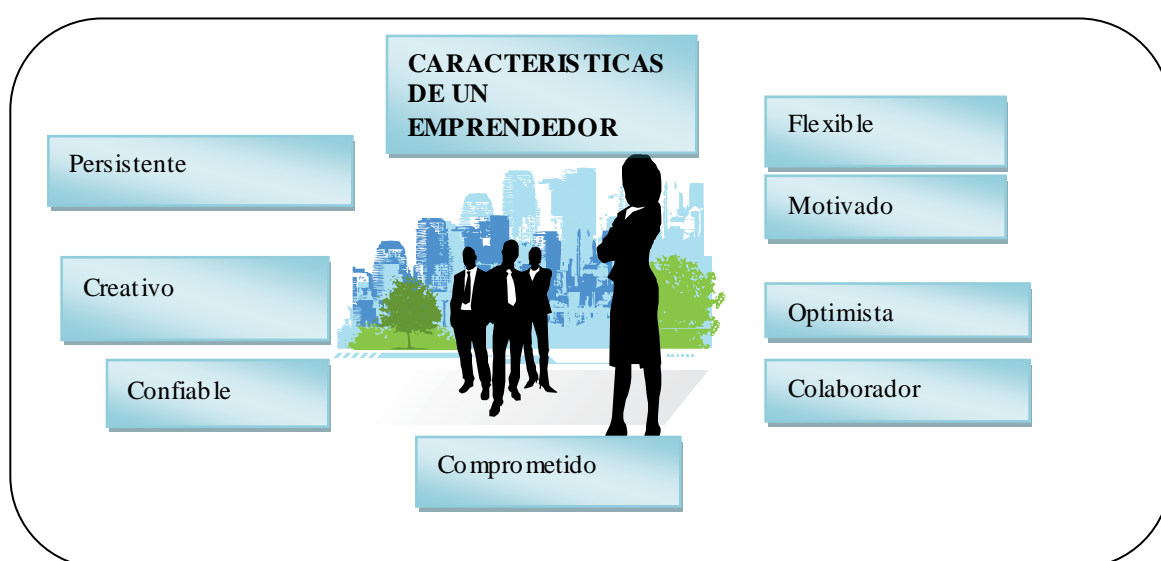 CARACTERISTICAS
DE UN
EMPRENDEDOR
Persistente
Creativo
Confiable
Comprometido
Flexible
Motivado
Optimista
Colaborador